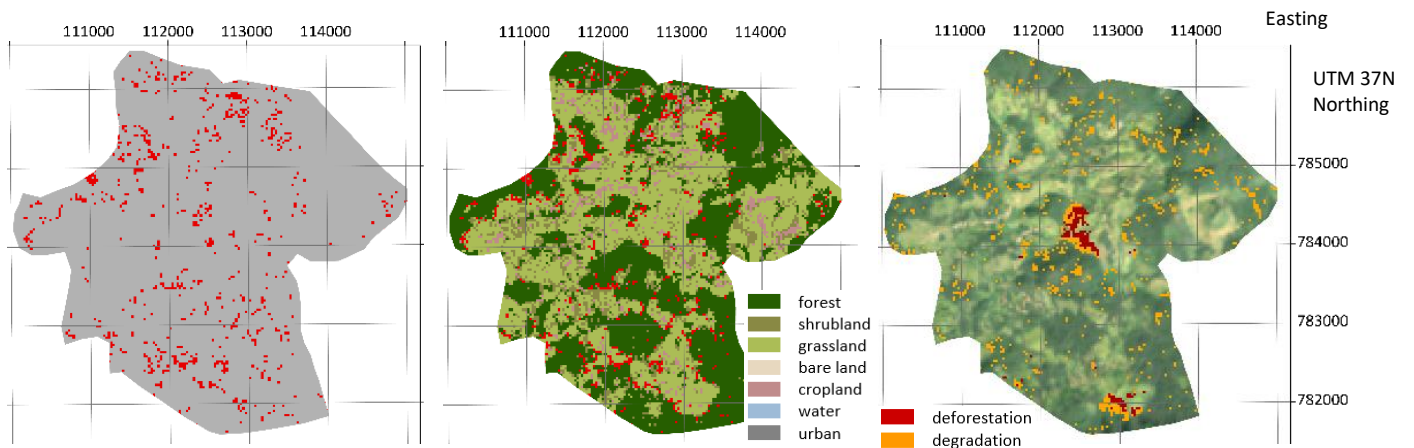 Easting
111000 112000 113000 114000
111000 112000 113000 114000
111000 112000 113000 114000
UTM 37N
Northing
785000
784000
783000
782000
forest
shrubland
grassland
bare land
cropland
water
urban
deforestation
degradation